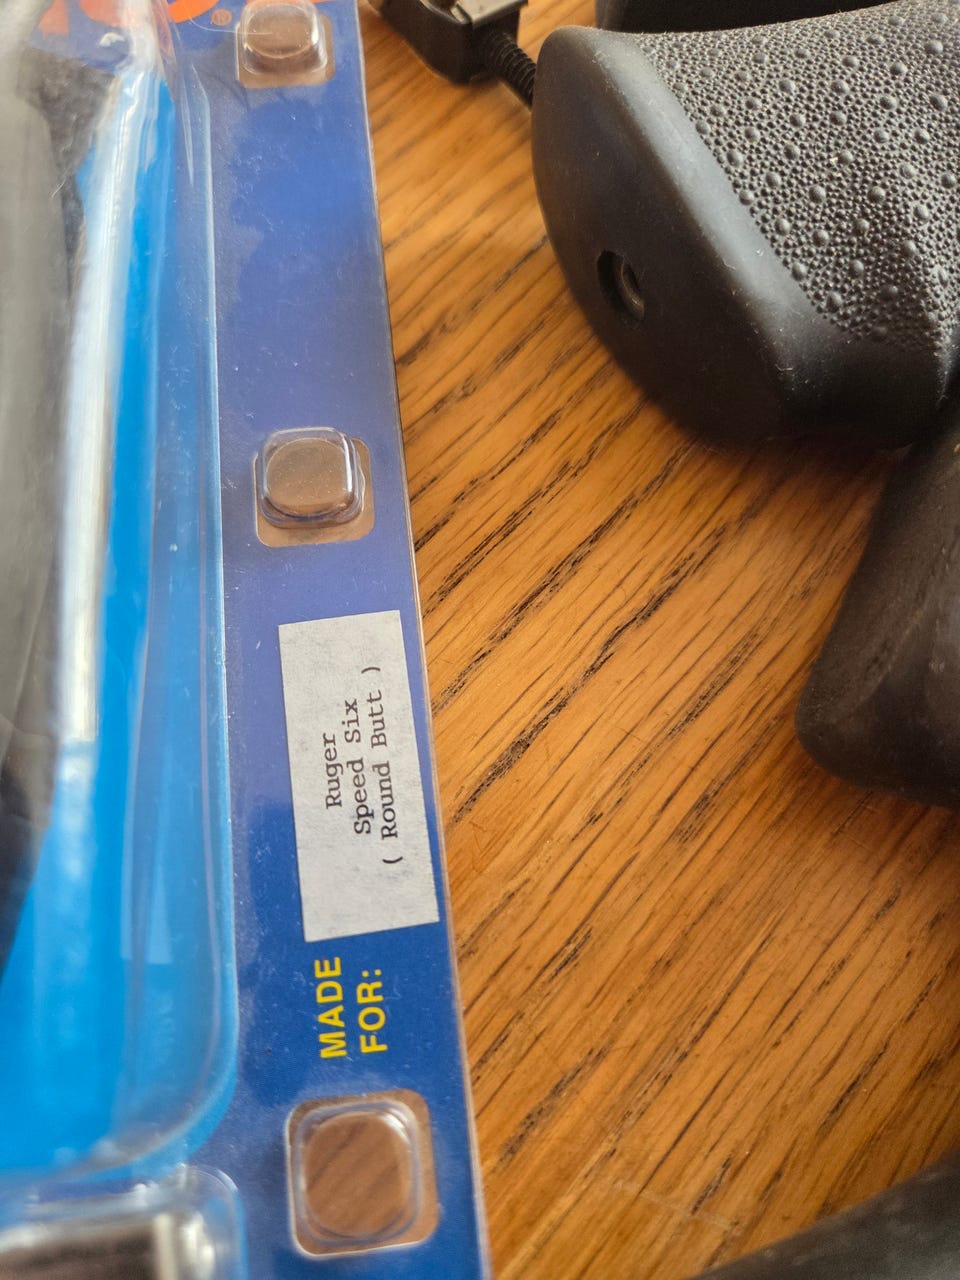 MADE
FOR:
Ruger
Speed Six
( Round Butt )
®